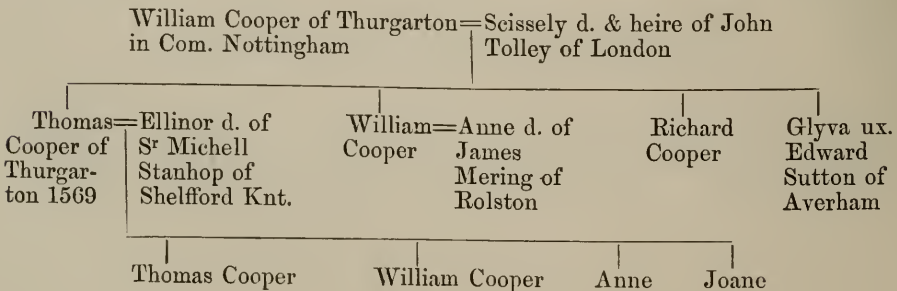 William Cooper of Thurgarton=Scissely d. & heire of John
in Com. Nottingham
Tolley of London
Thomas=Ellinor d. of
Cooper of
Sr Michell
Thurgar-
Stanhop of
ton 1569
Shelfford Knt.
William=Anne d. of
Cooper
James
Mering of
Rolston
Richard
Cooper
Glyva ux.
Edward
Sutton of
Averham
Thomas Cooper
William Cooper
Anne
Joane